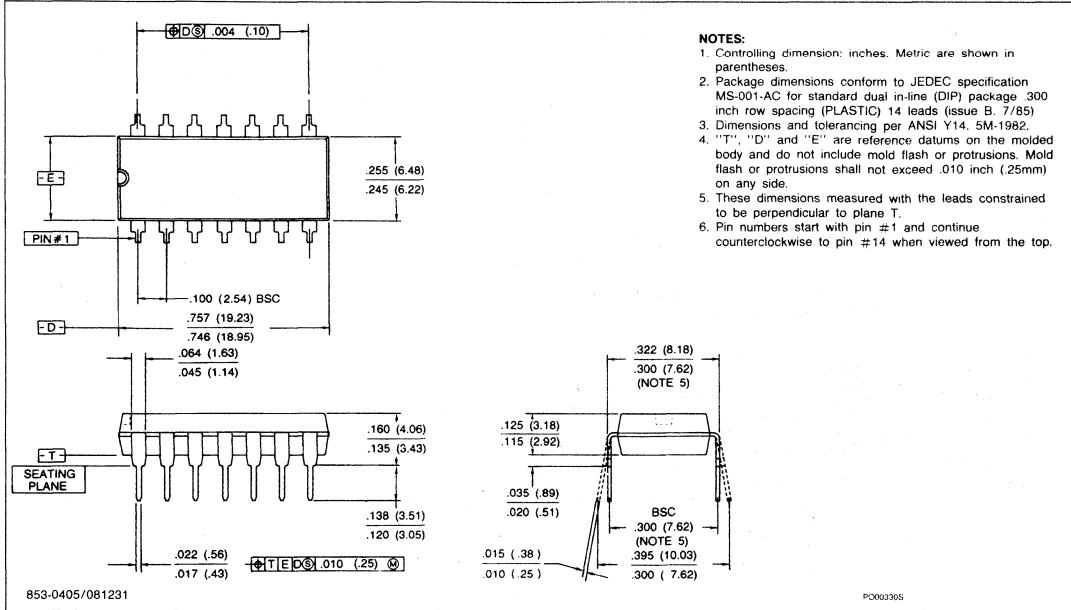 ⌖ D Ⓢ .004 (.10)
- E -
PIN #1
.255 (6.48)
.245 (6.22)
.100 (2.54) BSC
- D -
.757 (19.23)
.746 (18.95)
.064 (1.63)
.045 (1.14)
- T -
SEATING
PLANE
.160 (4.06)
.135 (3.43)
.138 (3.51)
.120 (3.05)
.022 (.56)
.017 (.43)
⌖ T E D Ⓢ .010 (.25) Ⓜ
853-0405/081231
NOTES:
1. Controlling dimension: inches. Metric are shown in
parentheses.
2. Package dimensions conform to JEDEC specification
MS-001-AC for standard dual in-line (DIP) package .300
inch row spacing (PLASTIC) 14 leads (issue B. 7/85)
3. Dimensions and tolerancing per ANSI Y14. 5M-1982.
4. "T", "D" and "E" are reference datums on the molded
body and do not include mold flash or protrusions. Mold
flash or protrusions shall not exceed .010 inch (.25mm)
on any side.
5. These dimensions measured with the leads constrained
to be perpendicular to plane T.
6. Pin numbers start with pin #1 and continue
counterclockwise to pin #14 when viewed from the top.
.322 (8.18)
.300 (7.62)
(NOTE 5)
.125 (3.18)
.115 (2.92)
.035 (.89)
.020 (.51)
BSC
.300 (7.62)
(NOTE 5)
.395 (10.03)
.300 ( 7.62)
.015 ( .38 )
.010 ( .25 )
PO00330S